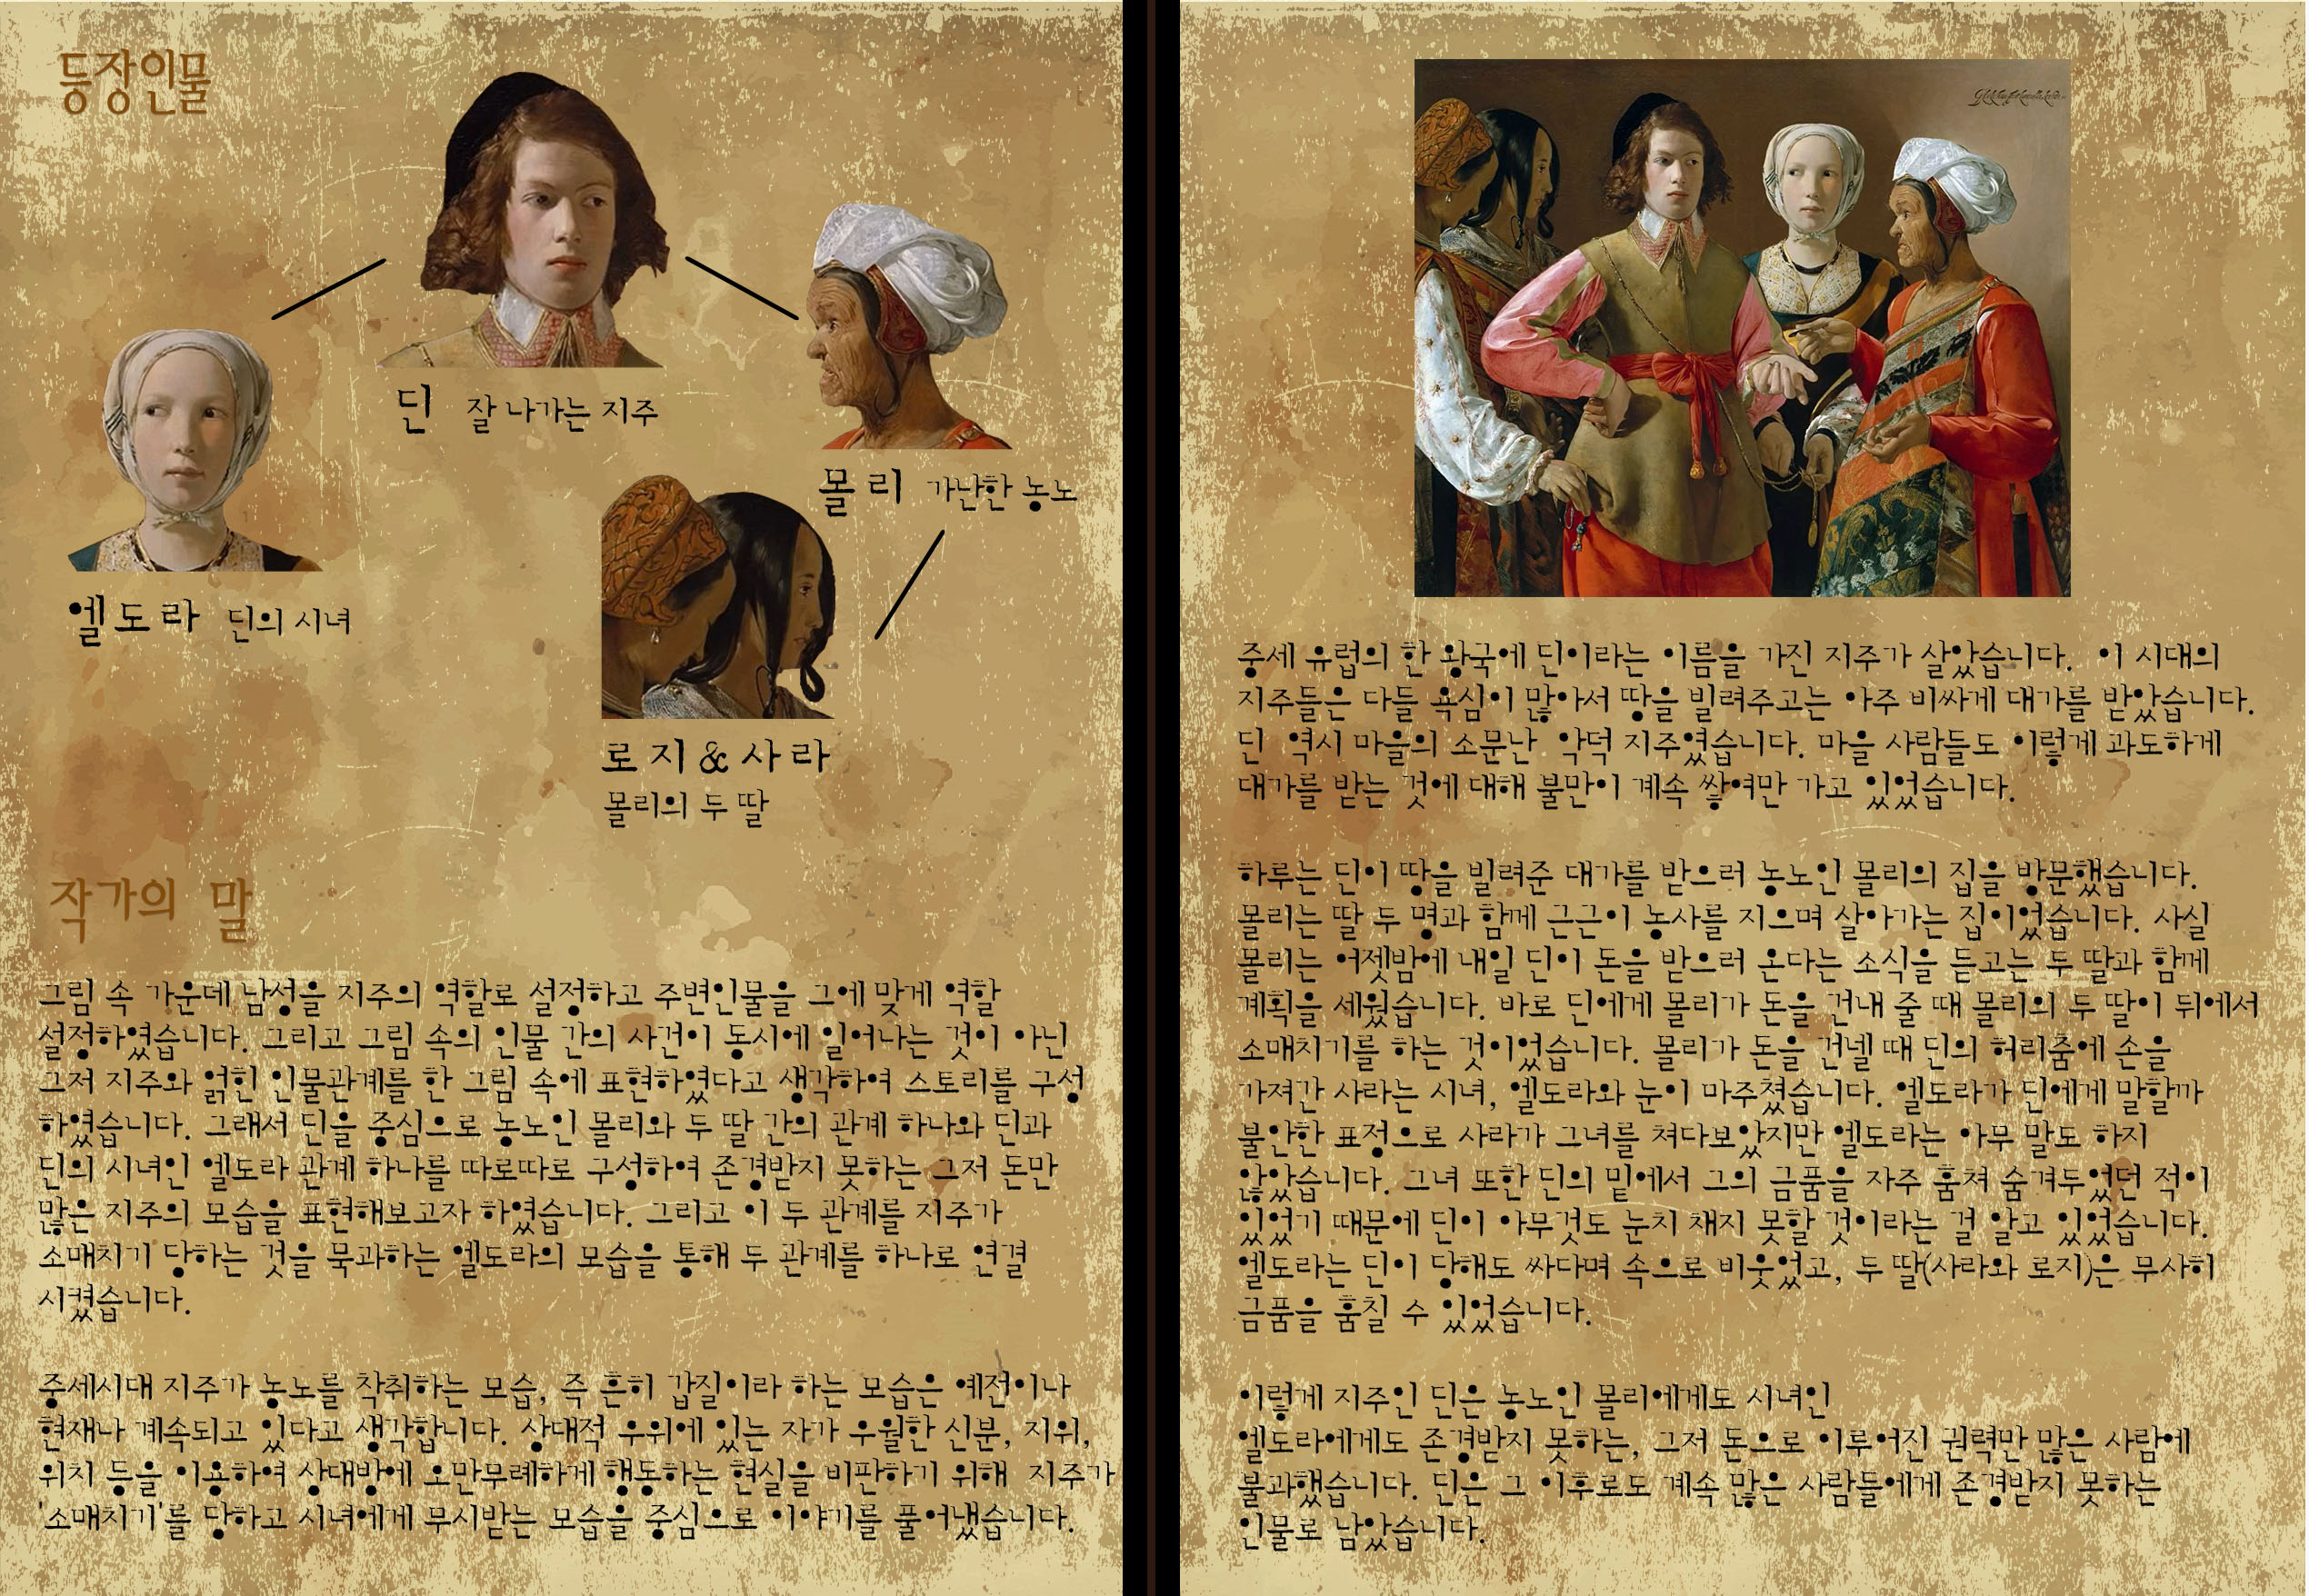 등장인물
딘 잘 나가는 지주
몰리 가난한 농노
엘도라 딘의 시녀
로지&사라
몰리의 두 딸
작가의 말
그림 속 가운데 남성을 지주의 역할로 설정하고 주변인물을 그에 맞게 역할
설정하였습니다. 그리고 그림 속의 인물 간의 사건이 동시에 일어나는 것이 아닌
그저 지주와 얽힌 인물관계를 한 그림 속에 표현하였다고 생각하여 스토리를 구성
하였습니다. 그래서 딘을 중심으로 농노인 몰리와 두 딸 간의 관계 하나와 딘과
딘의 시녀인 엘도라 관계 하나를 따로따로 구성하여 존경받지 못하는 그저 돈만
많은 지주의 모습을 표현해보고자 하였습니다. 그리고 이 두 관계를 지주가
소매치기 당하는 것을 묵과하는 엘도라의 모습을 통해 두 관계를 하나로 연결
시켰습니다.
중세시대 지주가 농노를 착취하는 모습, 즉 흔히 갑질이라 하는 모습은 예전이나
현재나 계속되고 있다고 생각합니다. 상대적 우위에 있는 자가 우월한 신분, 지위,
위치 등을 이용하여 상대방에 오만무례하게 행동하는 현실을 비판하기 위해 지주가
'소매치기'를 당하고 시녀에게 무시받는 모습을 중심으로 이야기를 풀어냈습니다.
중세 유럽의 한 왕국에 딘이라는 이름을 가진 지주가 살았습니다. 이 시대의
지주들은 다들 욕심이 많아서 땅을 빌려주고는 아주 비싸게 대가를 받았습니다.
딘 역시 마을의 소문난 악덕 지주였습니다. 마을 사람들도 이렇게 과도하게
대가를 받는 것에 대해 불만이 계속 쌓여만 가고 있었습니다.
하루는 딘이 땅을 빌려준 대가를 받으러 농노인 몰리의 집을 방문했습니다.
몰리는 딸 두 명과 함께 근근이 농사를 지으며 살아가는 집이었습니다. 사실
몰리는 어젯밤에 내일 딘이 돈을 받으러 온다는 소식을 듣고는 두 딸과 함께
계획을 세웠습니다. 바로 딘에게 몰리가 돈을 건내 줄 때 몰리의 두 딸이 뒤에서
소매치기를 하는 것이었습니다. 몰리가 돈을 건넬 때 딘의 허리춤에 손을
가져간 사라는 시녀, 엘도라와 눈이 마주쳤습니다. 엘도라가 딘에게 말할까
불안한 표정으로 사라가 그녀를 쳐다보았지만 엘도라는 아무 말도 하지
않았습니다. 그녀 또한 딘의 밑에서 그의 금품을 자주 훔쳐 숨겨두었던 적이
있었기 때문에 딘이 아무것도 눈치 채지 못할 것이라는 걸 알고 있었습니다.
엘도라는 딘이 당해도 싸다며 속으로 비웃었고, 두 딸(사라와 로지)은 무사히
금품을 훔칠 수 있었습니다.
이렇게 지주인 딘은 농노인 몰리에게도 시녀인
엘도라에게도 존경받지 못하는, 그저 돈으로 이루어진 권력만 많은 사람에
불과했습니다. 딘은 그 이후로도 계속 많은 사람들에게 존경받지 못하는
인물로 남았습니다.